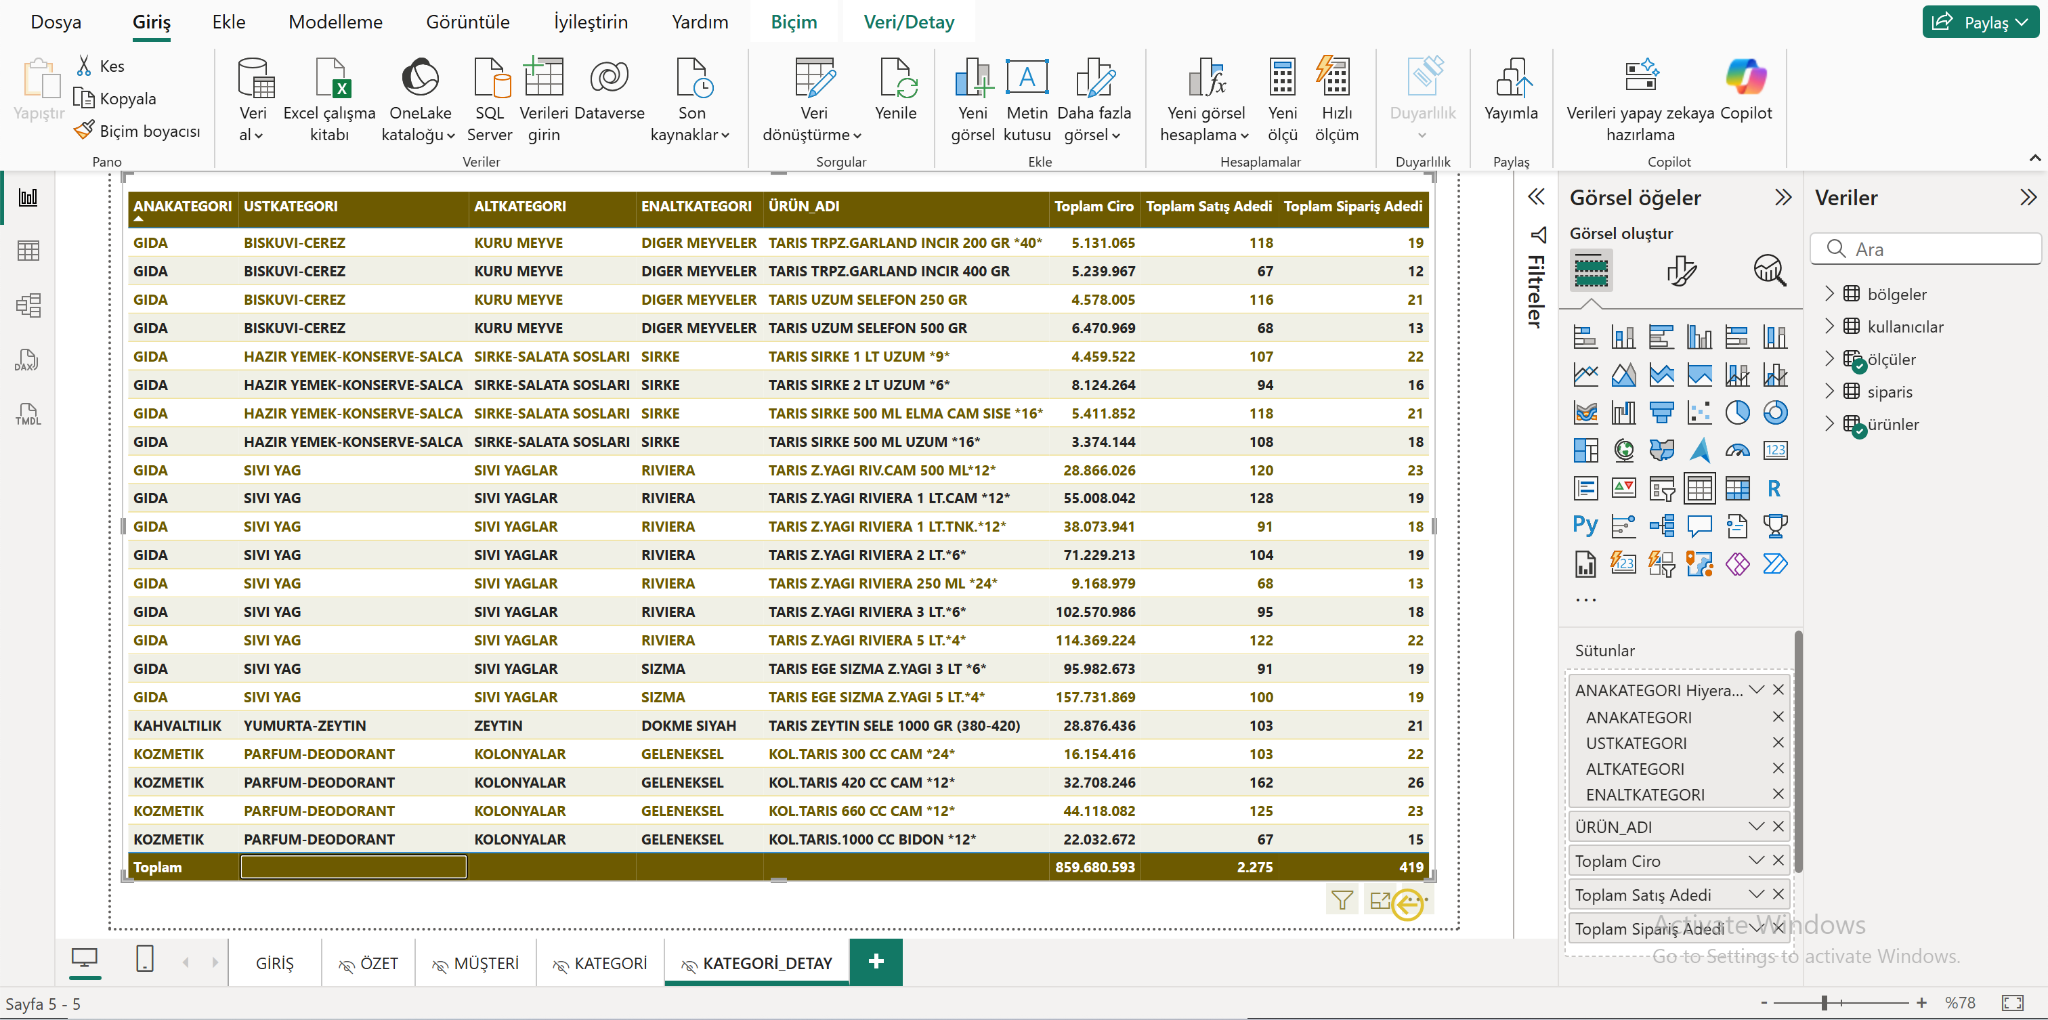 Dosya Giriş Ekle Modelleme Görüntüle İyileştirin Yardım Biçim Veri/Detay Paylaş
Yapıştır Kes
Kopyala
Biçim boyacısı
Pano
Veri al
Excel çalışma kitabı
OneLake kataloğu
SQL Server
Verileri girin
Dataverse
Son kaynaklar
Veriler
Veri dönüştürme
Yenile
Sorgular
Yeni görsel
Metin kutusu
Daha fazla görsel
Ekle
Yeni görsel hesaplama
Yeni ölçü
Hızlı ölçüm
Hesaplamalar
Duyarlılık
Duyarlılık
Yayımla
Paylaş
Verileri yapay zekaya hazırlama
Copilot
Copilot
DAX
TMDL
ANAKATEGORI USTKATEGORI ALTKATEGORI ENALTKATEGORI ÜRÜN_ADI Toplam Ciro Toplam Satış Adedi Toplam Sipariş Adedi
GIDA BISKUVI-CEREZ KURU MEYVE DIGER MEYVELER TARIS TRPZ.GARLAND INCIR 200 GR *40* 5.131.065 118 19
GIDA BISKUVI-CEREZ KURU MEYVE DIGER MEYVELER TARIS TRPZ.GARLAND INCIR 400 GR 5.239.967 67 12
GIDA BISKUVI-CEREZ KURU MEYVE DIGER MEYVELER TARIS UZUM SELEFON 250 GR 4.578.005 116 21
GIDA BISKUVI-CEREZ KURU MEYVE DIGER MEYVELER TARIS UZUM SELEFON 500 GR 6.470.969 68 13
GIDA HAZIR YEMEK-KONSERVE-SALCA SIRKE-SALATA SOSLARI SIRKE TARIS SIRKE 1 LT UZUM *9* 4.459.522 107 22
GIDA HAZIR YEMEK-KONSERVE-SALCA SIRKE-SALATA SOSLARI SIRKE TARIS SIRKE 2 LT UZUM *6* 8.124.264 94 16
GIDA HAZIR YEMEK-KONSERVE-SALCA SIRKE-SALATA SOSLARI SIRKE TARIS SIRKE 500 ML ELMA CAM SISE *16* 5.411.852 118 21
GIDA HAZIR YEMEK-KONSERVE-SALCA SIRKE-SALATA SOSLARI SIRKE TARIS SIRKE 500 ML UZUM *16* 3.374.144 108 18
GIDA SIVI YAG SIVI YAGLAR RIVIERA TARIS Z.YAGI RIV.CAM 500 ML*12* 28.866.026 120 23
GIDA SIVI YAG SIVI YAGLAR RIVIERA TARIS Z.YAGI RIVIERA 1 LT.CAM *12* 55.008.042 128 19
GIDA SIVI YAG SIVI YAGLAR RIVIERA TARIS Z.YAGI RIVIERA 1 LT.TNK.*12* 38.073.941 91 18
GIDA SIVI YAG SIVI YAGLAR RIVIERA TARIS Z.YAGI RIVIERA 2 LT.*6* 71.229.213 104 19
GIDA SIVI YAG SIVI YAGLAR RIVIERA TARIS Z.YAGI RIVIERA 250 ML *24* 9.168.979 68 13
GIDA SIVI YAG SIVI YAGLAR RIVIERA TARIS Z.YAGI RIVIERA 3 LT.*6* 102.570.986 95 18
GIDA SIVI YAG SIVI YAGLAR RIVIERA TARIS Z.YAGI RIVIERA 5 LT.*4* 114.369.224 122 22
GIDA SIVI YAG SIVI YAGLAR SIZMA TARIS EGE SIZMA Z.YAGI 3 LT *6* 95.982.673 91 19
GIDA SIVI YAG SIVI YAGLAR SIZMA TARIS EGE SIZMA Z.YAGI 5 LT.*4* 157.731.869 100 19
KAHVALTILIK YUMURTA-ZEYTIN ZEYTIN DOKME SIYAH TARIS ZEYTIN SELE 1000 GR (380-420) 28.876.436 103 21
KOZMETIK PARFUM-DEODORANT KOLONYALAR GELENEKSEL KOL.TARIS 300 CC CAM *24* 16.154.416 103 22
KOZMETIK PARFUM-DEODORANT KOLONYALAR GELENEKSEL KOL.TARIS 420 CC CAM *12* 32.708.246 162 26
KOZMETIK PARFUM-DEODORANT KOLONYALAR GELENEKSEL KOL.TARIS 660 CC CAM *12* 44.118.082 125 23
KOZMETIK PARFUM-DEODORANT KOLONYALAR GELENEKSEL KOL.TARIS.1000 CC BIDON *12* 22.032.672 67 15
Toplam 859.680.593 2.275 419
Filtreler
Görsel öğeler
Görsel oluştur
123
R
Py
123
Sütunlar
ANAKATEGORI Hiyera...
ANAKATEGORI
USTKATEGORI
ALTKATEGORI
ENALTKATEGORI
ÜRÜN_ADI
Toplam Ciro
Toplam Satış Adedi
Toplam Sipariş Adedi
Veriler
Ara
bölgeler
kullanıcılar
ölçüler
siparis
ürünler
Activate Windows
Go to Settings to activate Windows.
GİRİŞ ÖZET MÜŞTERİ KATEGORİ KATEGORİ_DETAY +
Sayfa 5 - 5 - + %78